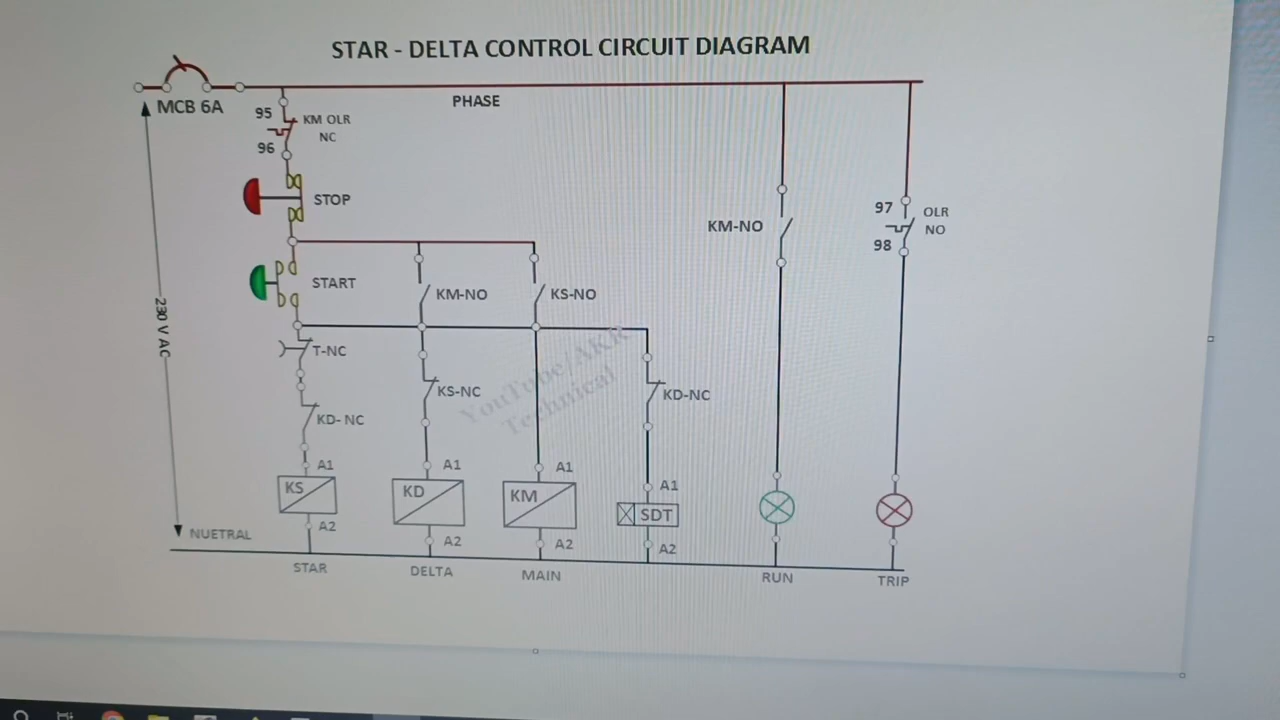 STAR - DELTA CONTROL CIRCUIT DIAGRAM
MCB 6A
PHASE
95
KM OLR
NC
96
STOP
START
KM-NO
KS-NO
KM-NO
97
OLR
NO
98
230 V AC
T-NC
KS-NC
KD-NC
KD- NC
YouTube/AKR
Technical
A1
A1
A1
A1
KS
KD
KM
SDT
A2
A2
A2
A2
NUETRAL
STAR
DELTA
MAIN
RUN
TRIP